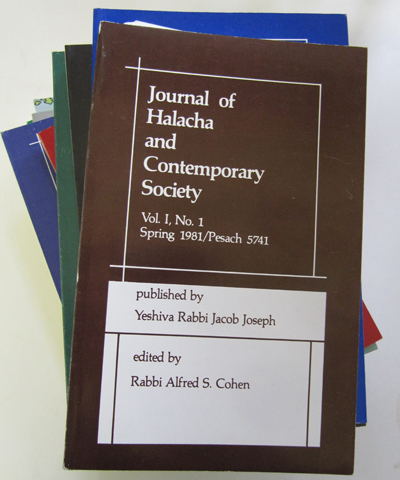 Journal of
Halacha
and
Contemporary
Society
Vol. I, No. 1
Spring 1981/Pesach 5741
published by
Yeshiva Rabbi Jacob Joseph
edited by
Rabbi Alfred S. Cohen